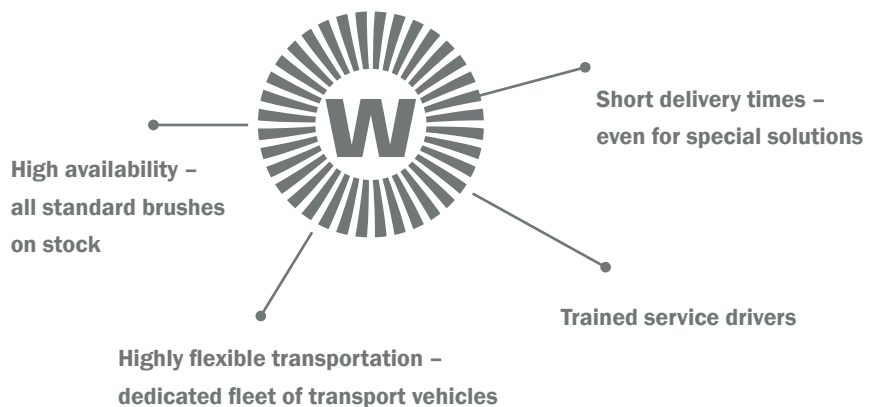 W
Short delivery times –
even for special solutions
High availability –
all standard brushes
on stock
Trained service drivers
Highly flexible transportation –
dedicated fleet of transport vehicles